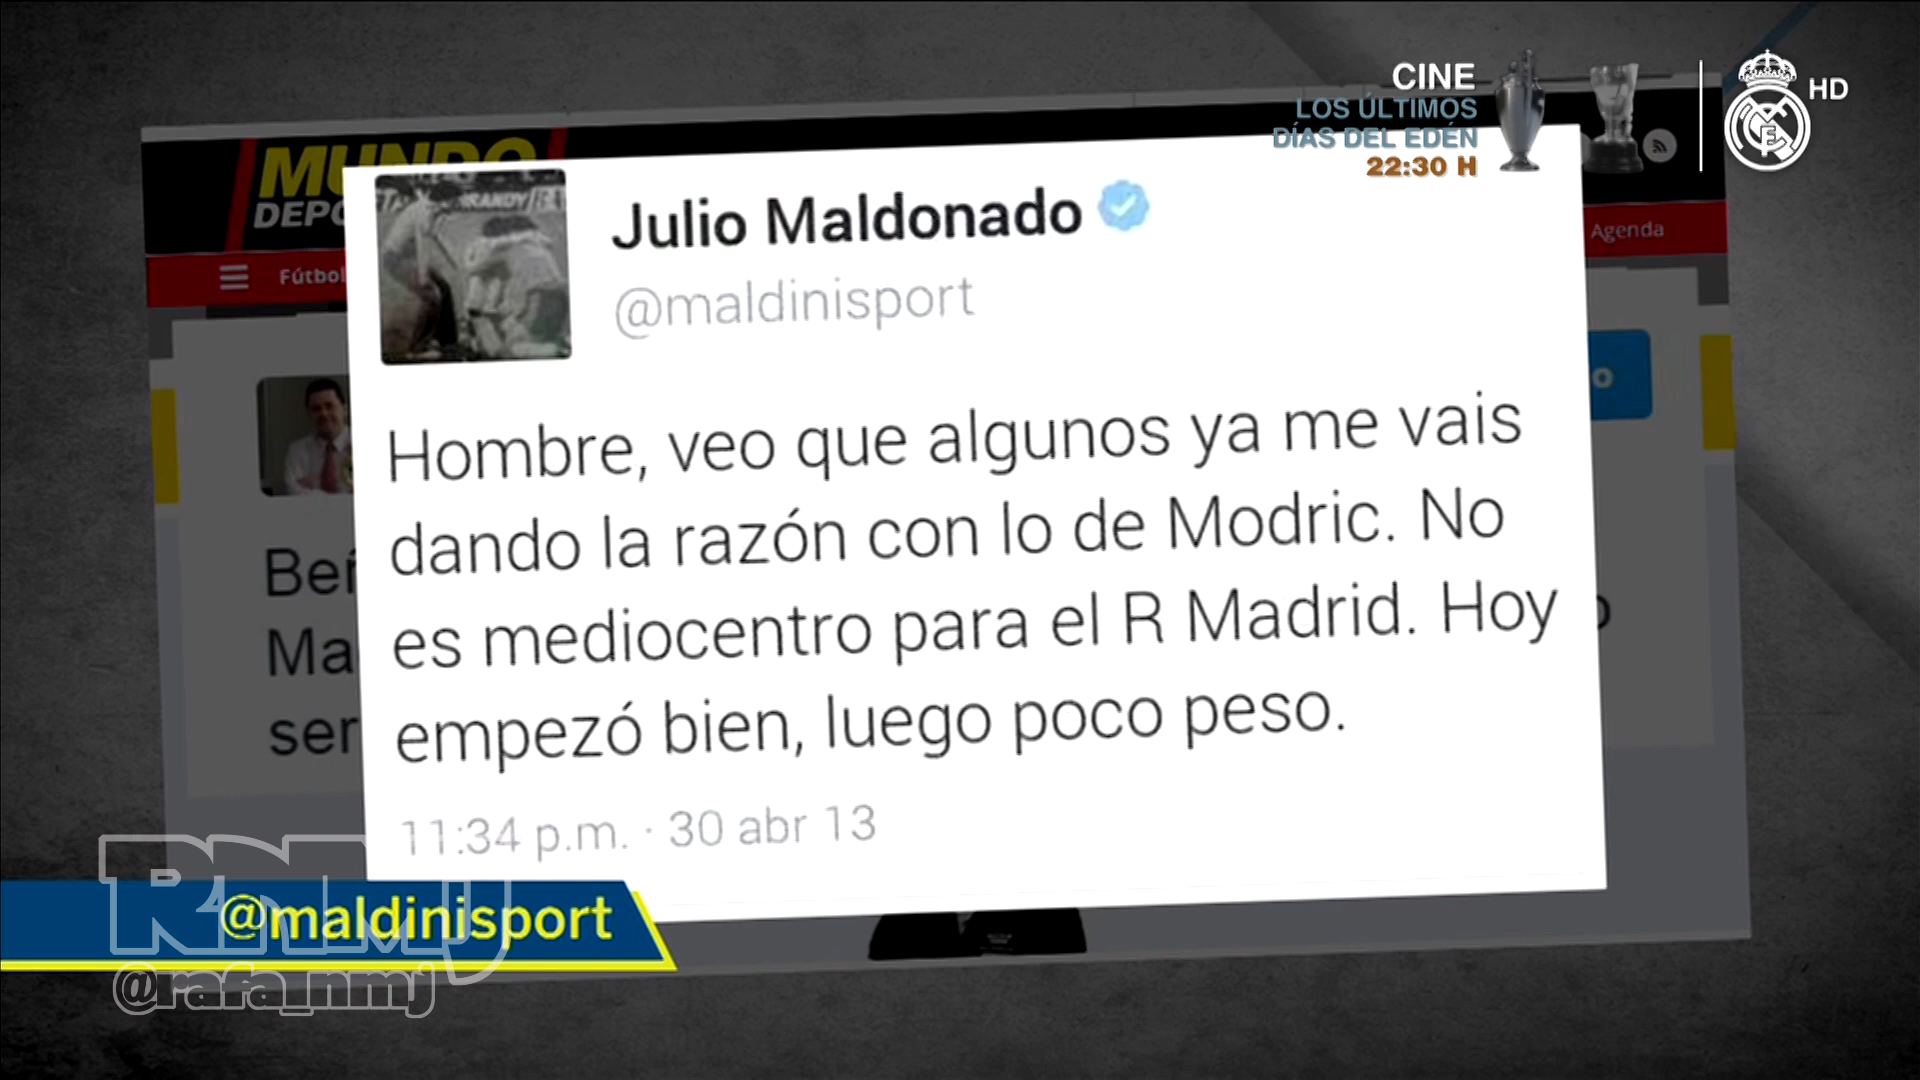 CINE
LOS ÚLTIMOS
DÍAS DEL EDÉN
22:30 H
HD
MUNDO
Agenda
Fútbol
Julio Maldonado
@maldinisport
Hombre, veo que algunos ya me vais
dando la razón con lo de Modric. No
es mediocentro para el R Madrid. Hoy
empezó bien, luego poco peso.
11:34 p.m. · 30 abr 13
@maldinisport
RNMJ
@rafa_nmj